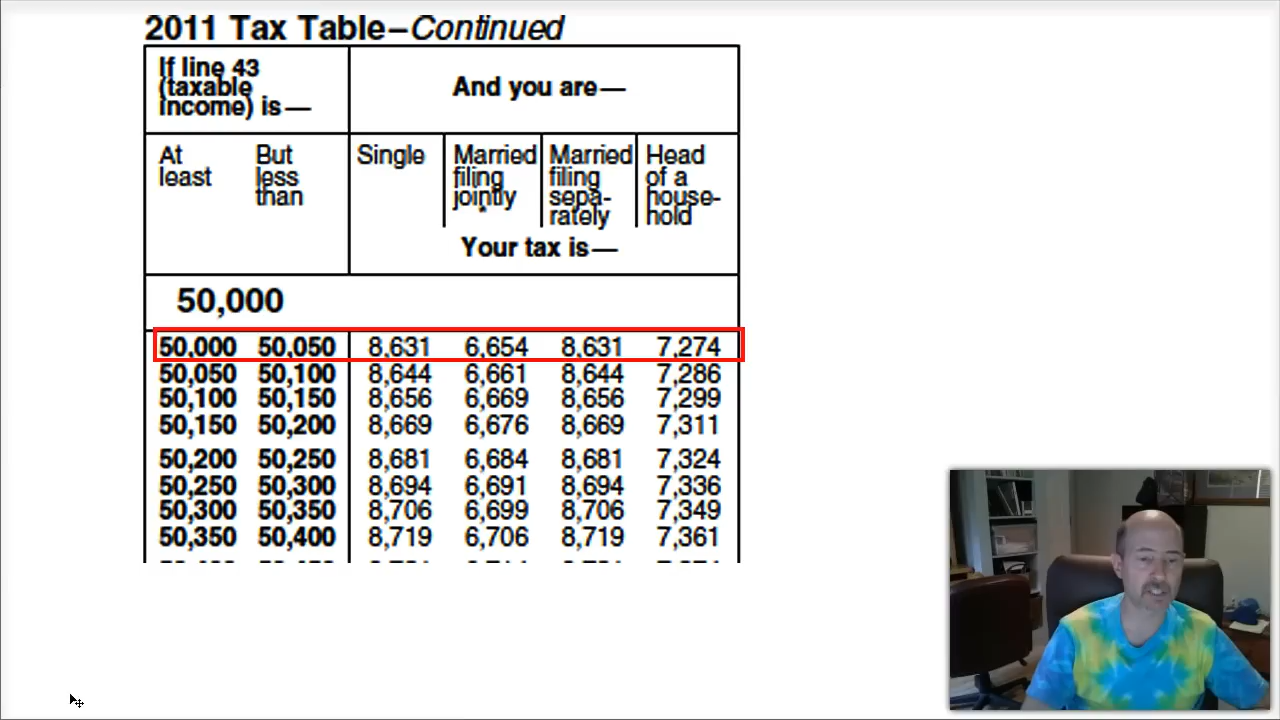 2011 Tax Table–Continued
If line 43
(taxable
income) is—
And you are—
At
least
But
less
than
Single
Married
filing
jointly
*
Married
filing
sepa-
rately
Head
of a
house-
hold
Your tax is—
50,000
50,000 50,050 8,631 6,654 8,631 7,274
50,050 50,100 8,644 6,661 8,644 7,286
50,100 50,150 8,656 6,669 8,656 7,299
50,150 50,200 8,669 6,676 8,669 7,311
50,200 50,250 8,681 6,684 8,681 7,324
50,250 50,300 8,694 6,691 8,694 7,336
50,300 50,350 8,706 6,699 8,706 7,349
50,350 50,400 8,719 6,706 8,719 7,361